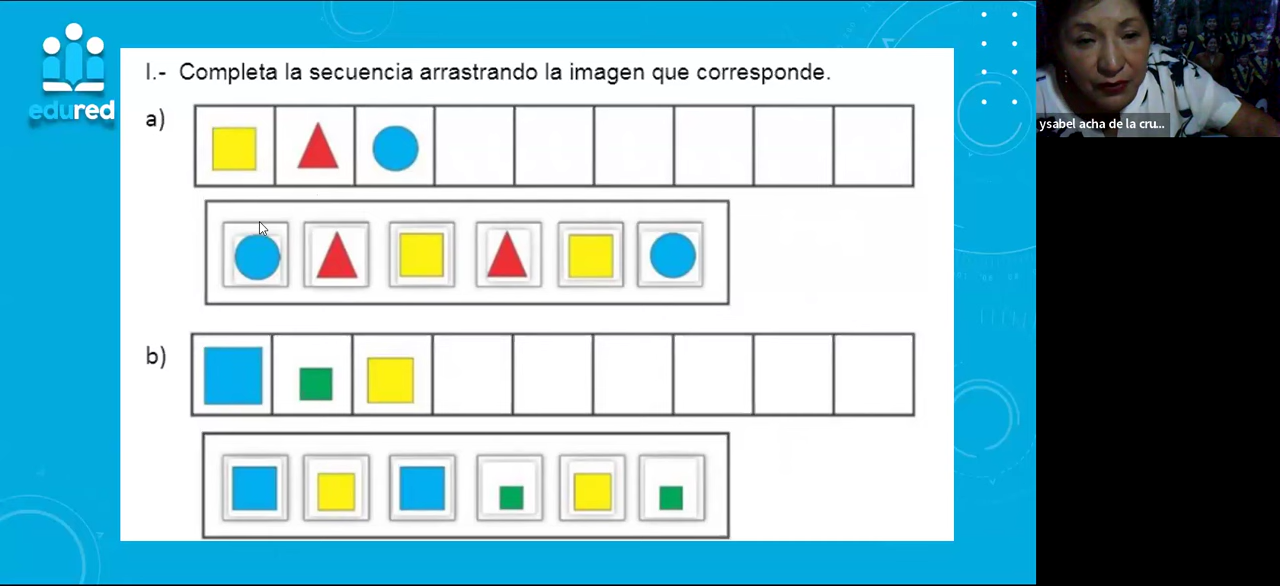 edured
I.- Completa la secuencia arrastrando la imagen que corresponde.
a)
b)
ysabel acha de la cru...